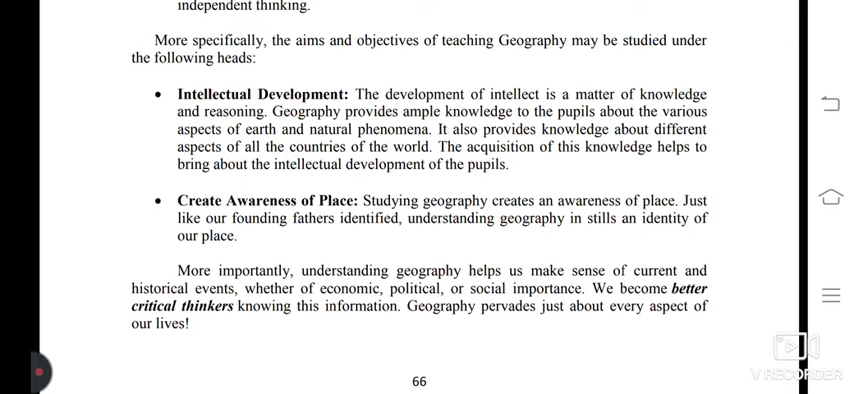 independent thinking.
More specifically, the aims and objectives of teaching Geography may be studied under
the following heads:
• Intellectual Development: The development of intellect is a matter of knowledge
and reasoning. Geography provides ample knowledge to the pupils about the various
aspects of earth and natural phenomena. It also provides knowledge about different
aspects of all the countries of the world. The acquisition of this knowledge helps to
bring about the intellectual development of the pupils.
• Create Awareness of Place: Studying geography creates an awareness of place. Just
like our founding fathers identified, understanding geography in stills an identity of
our place.
More importantly, understanding geography helps us make sense of current and
historical events, whether of economic, political, or social importance. We become better
critical thinkers knowing this information. Geography pervades just about every aspect of
our lives!
66
V RECORDER